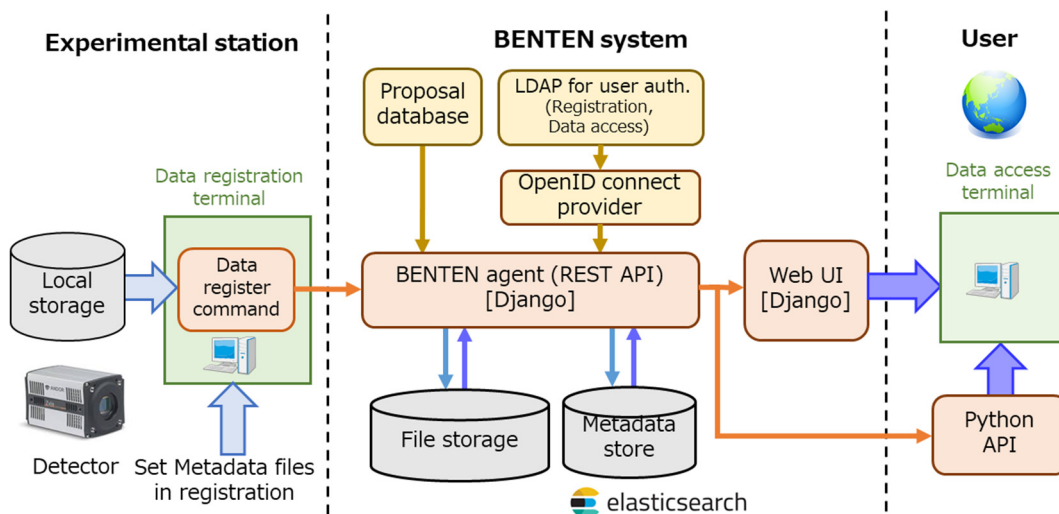 Experimental station
BENTEN system
User
Proposal
database
LDAP for user auth.
(Registration,
Data access)
Data registration
terminal
OpenID connect
provider
Data access
terminal
Local
storage
Data
register
command
BENTEN agent (REST API)
[Django]
Web UI
[Django]
File storage
Metadata
store
Python
API
Detector
Set Metadata files
in registration
elasticsearch